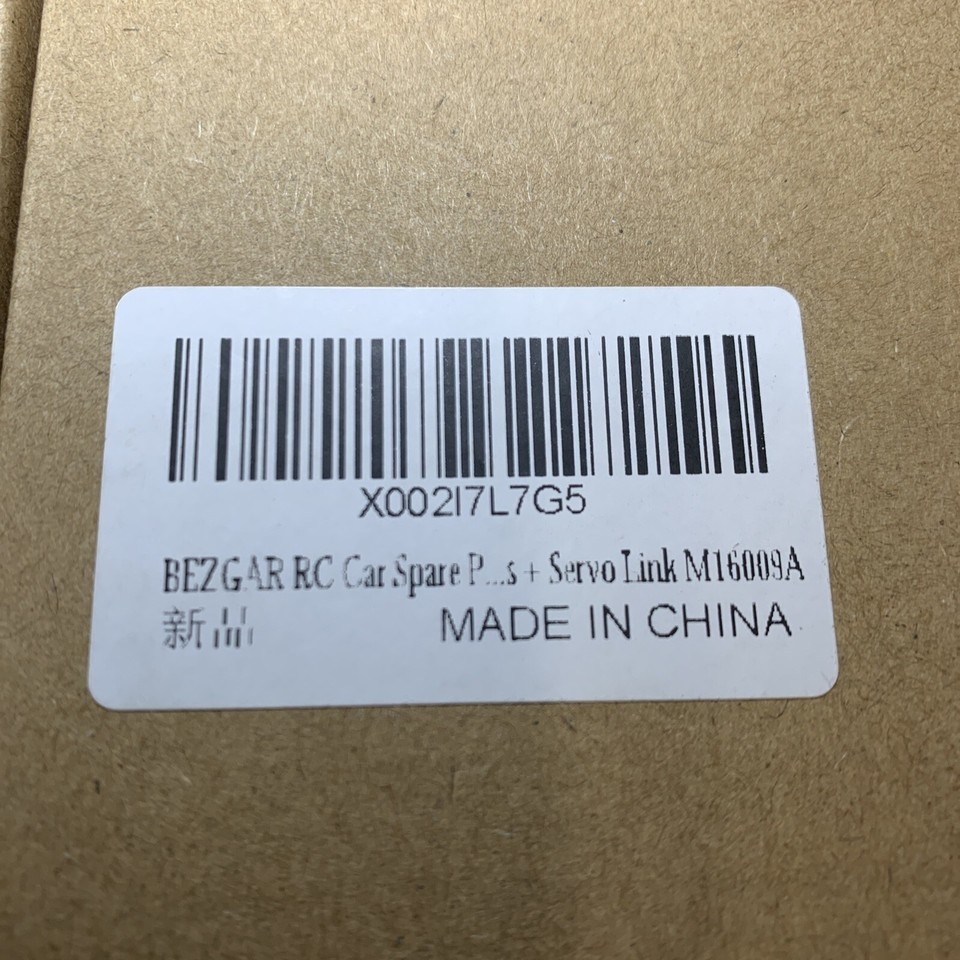 X002I7L7G5
BEZGAR RC Car Spare P...s + Servo Link M16009A
新品 MADE IN CHINA